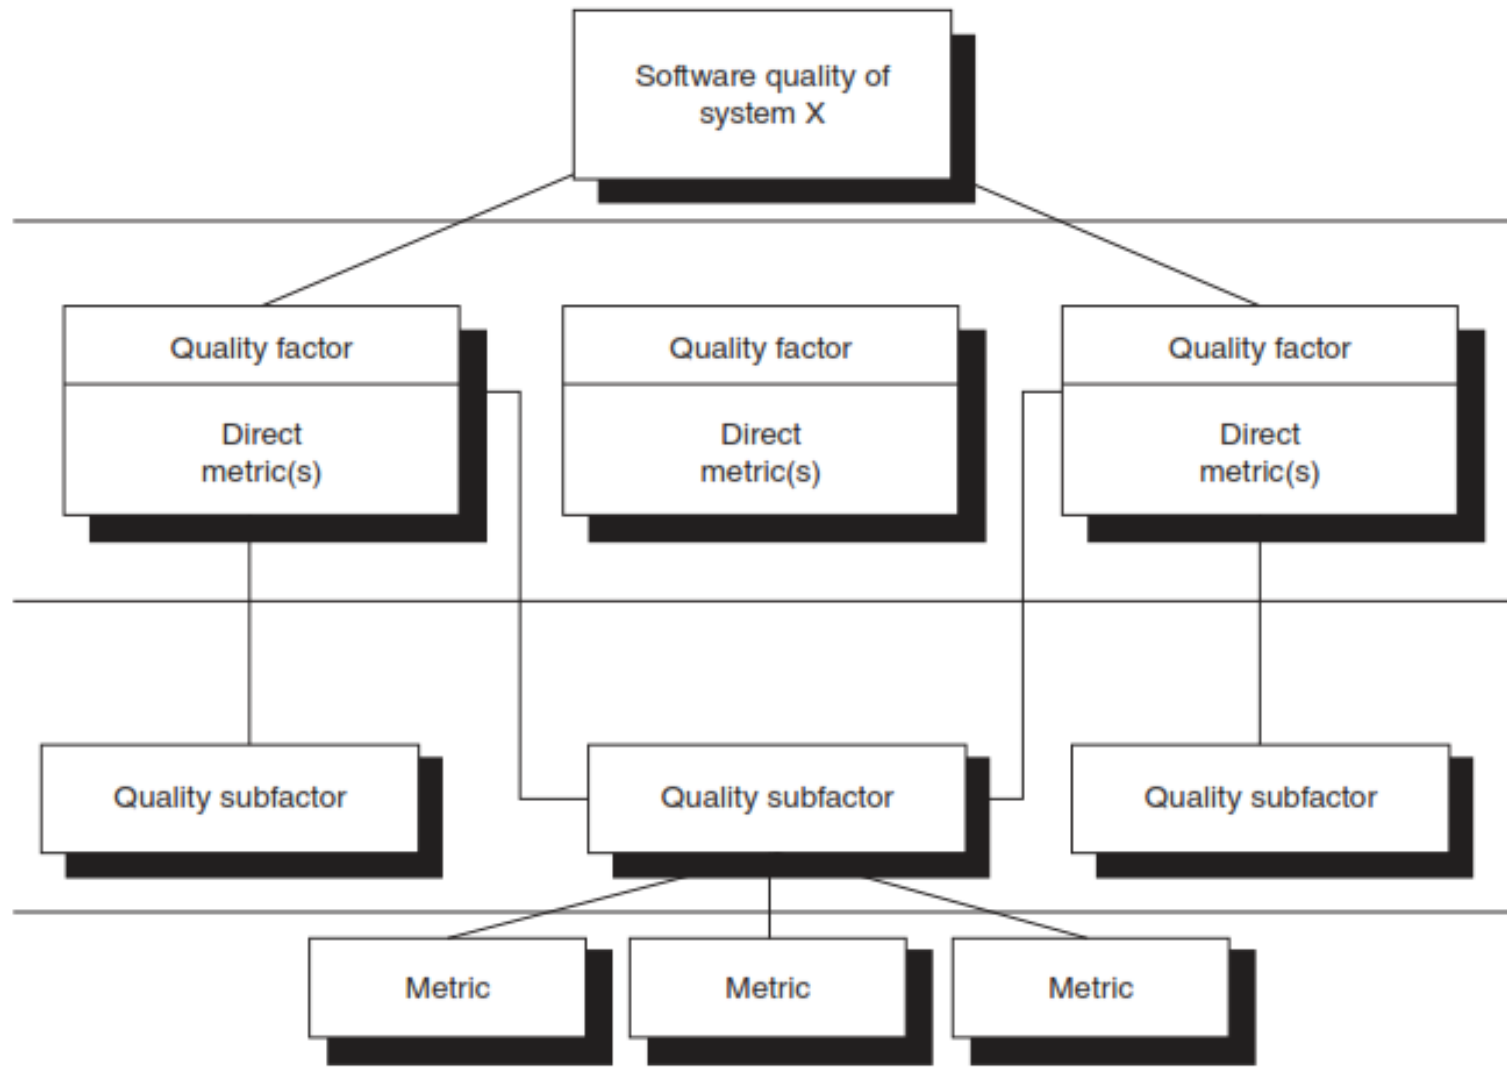 Software quality of
system X
Quality factor
Quality factor
Quality factor
Direct
metric(s)
Direct
metric(s)
Direct
metric(s)
Quality subfactor
Quality subfactor
Quality subfactor
Metric
Metric
Metric